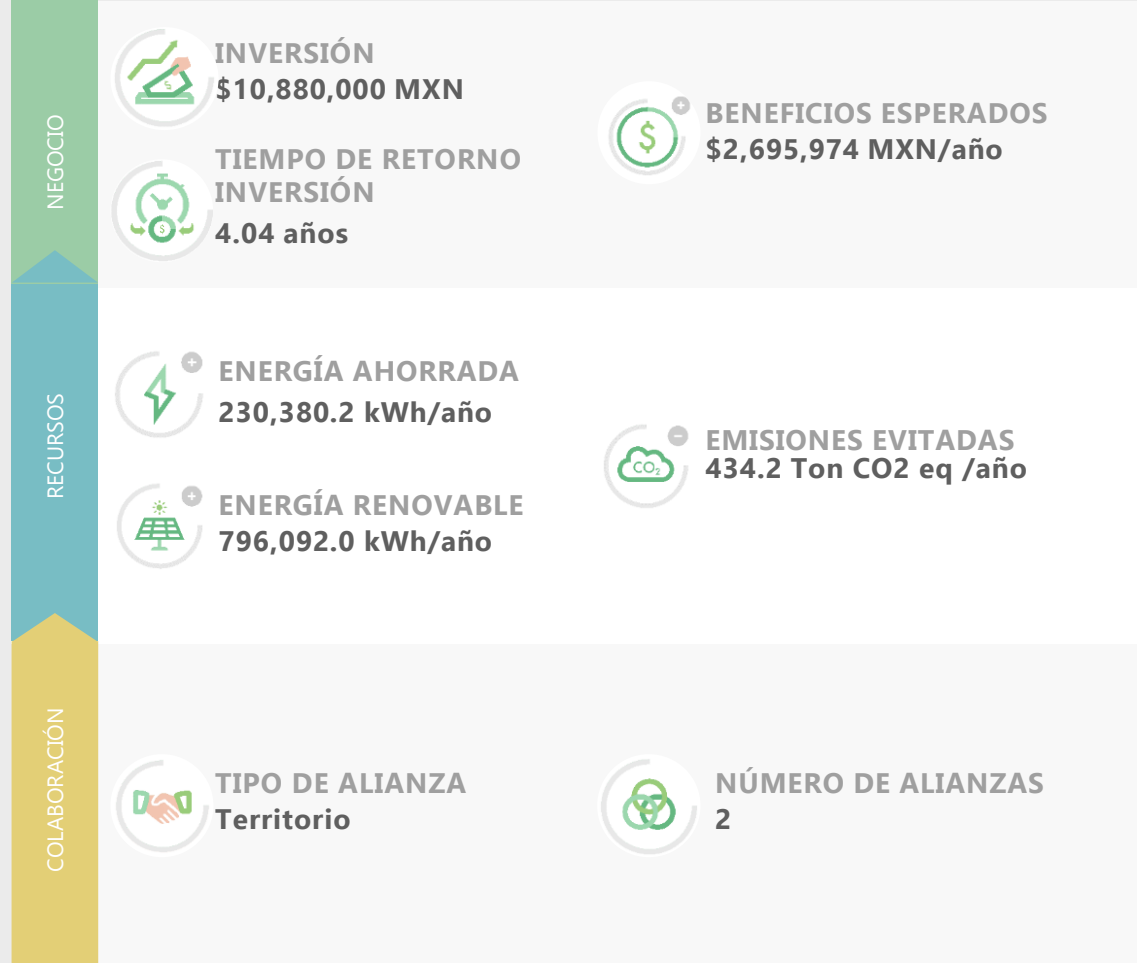 NEGOCIO
INVERSIÓN
$10,880,000 MXN
TIEMPO DE RETORNO
INVERSIÓN
4.04 años
BENEFICIOS ESPERADOS
$2,695,974 MXN/año
RECURSOS
ENERGÍA AHORRADA
230,380.2 kWh/año
ENERGÍA RENOVABLE
796,092.0 kWh/año
CO₂
EMISIONES EVITADAS
434.2 Ton CO2 eq /año
COLABORACIÓN
TIPO DE ALIANZA
Territorio
NÚMERO DE ALIANZAS
2